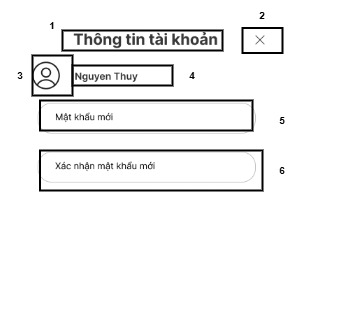 1
2
Thông tin tài khoản
3
Nguyen Thuy
4
Mật khẩu mới
5
Xác nhận mật khẩu mới
6